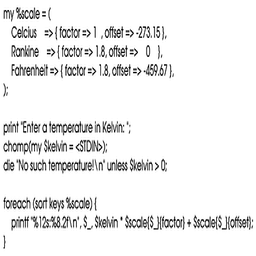 my %scale = (
Celcius => { factor => 1 , offset => -273.15 },
Rankine => { factor => 1.8, offset => 0 },
Fahrenheit => { factor => 1.8, offset => -459.67 },
);
print "Enter a temperature in Kelvin: ";
chomp(my $kelvin = <STDIN>);
die "No such temperature!\n" unless $kelvin > 0;
foreach (sort keys %scale) {
printf "%12s:%8.2f\n", $_, $kelvin * $scale{$_}{factor} + $scale{$_}{offset};
}